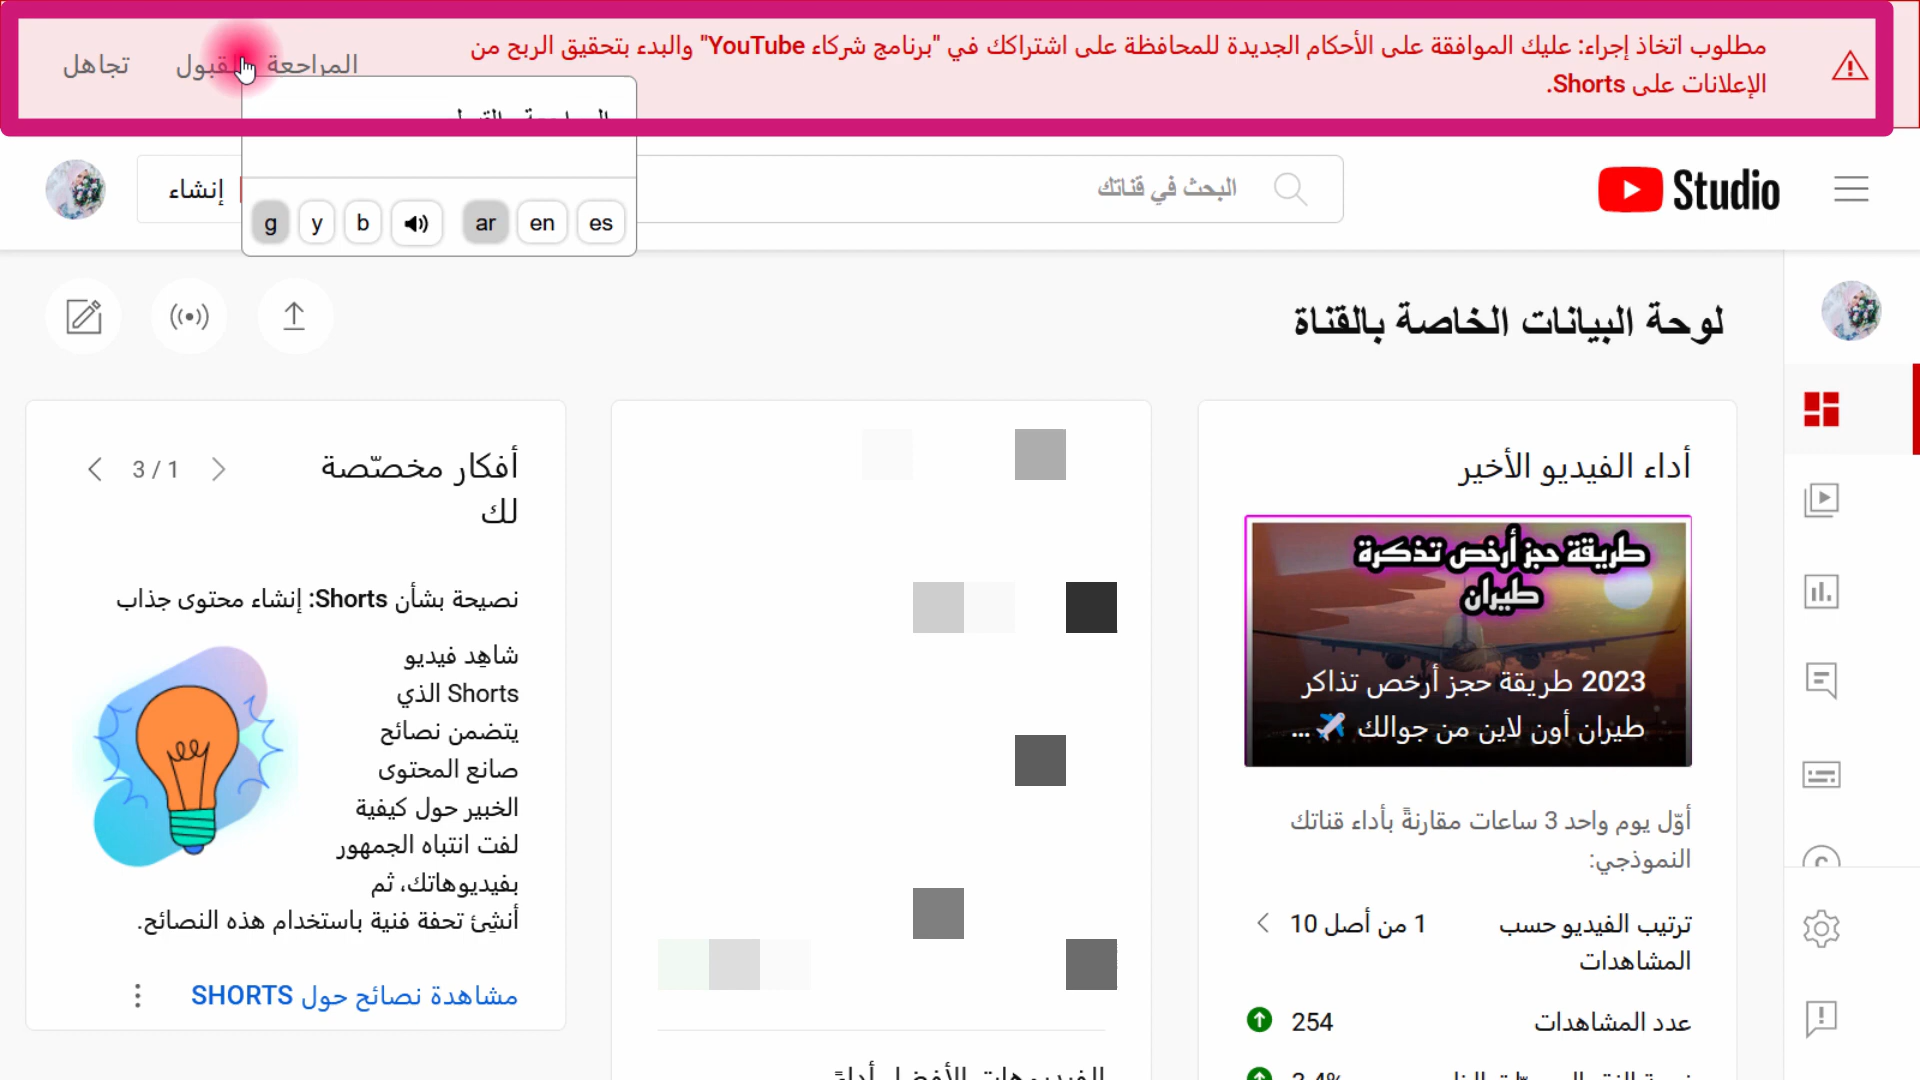 مطلوب اتخاذ إجراء: عليك الموافقة على الأحكام الجديدة للمحافظة على اشتراكك في "برنامج شركاء YouTube" والبدء بتحقيق الربح من
الإعلانات على Shorts.
المراجعة
تجاهل
g y b ar en es
Studio
البحث في قناتك
إنشاء
لوحة البيانات الخاصة بالقناة
أداء الفيديو الأخير
طريقة حجز أرخص تذكرة
طيران
2023 طريقة حجز أرخص تذاكر
طيران أون لاين من جوالك ✈️ ...
أوّل يوم واحد 3 ساعات مقارنةً بأداء قناتك
النموذجي:
ترتيب الفيديو حسب
المشاهدات
1 من أصل 10
عدد المشاهدات
254
الفيديوهات الأفضل أداءً
أفكار مخصّصة
لك
1 / 3
نصيحة بشأن Shorts: إنشاء محتوى جذاب
شاهِد فيديو
Shorts الذي
يتضمن نصائح
صانع المحتوى
الخبير حول كيفية
لفت انتباه الجمهور
بفيديوهاتك، ثم
أنشِئ تحفة فنية باستخدام هذه النصائح.
مشاهدة نصائح حول SHORTS